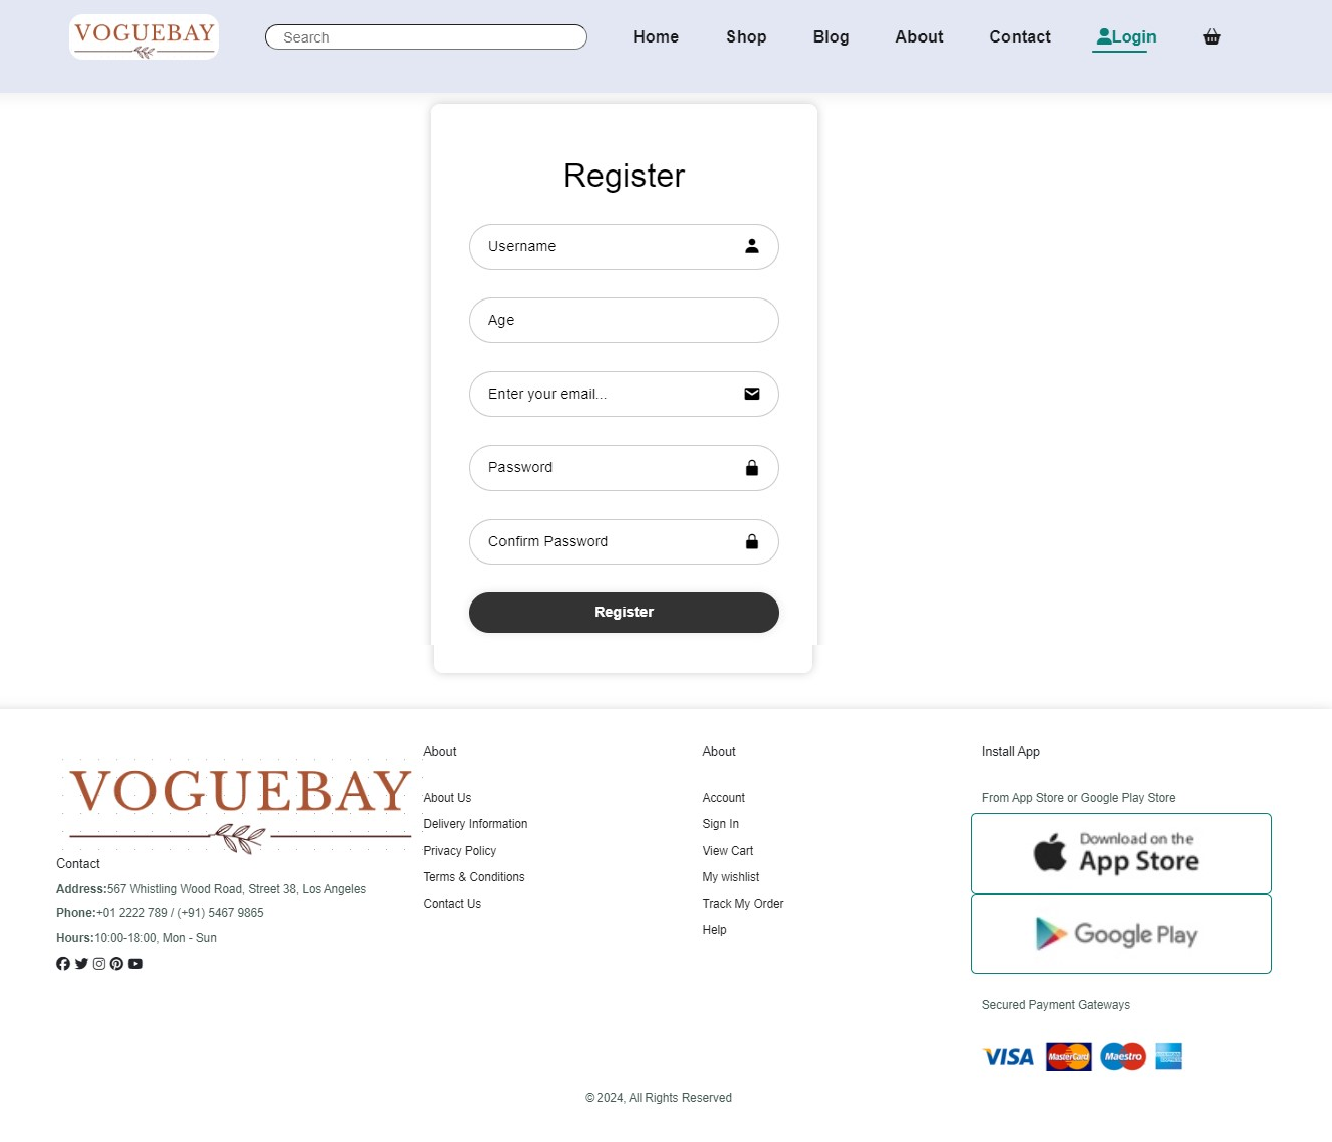 VOGUEBAY
Search
Home
Shop
Blog
About
Contact
Login
Register
Username
Age
Enter your email...
Password
Confirm Password
Register
VOGUEBAY
Contact
Address:567 Whistling Wood Road, Street 38, Los Angeles
Phone:+01 2222 789 / (+91) 5467 9865
Hours:10:00-18:00, Mon - Sun
About
About Us
Delivery Information
Privacy Policy
Terms & Conditions
Contact Us
About
Account
Sign In
View Cart
My wishlist
Track My Order
Help
Install App
From App Store or Google Play Store
Download on the
App Store
Google Play
Secured Payment Gateways
VISA
MasterCard
Maestro
© 2024, All Rights Reserved